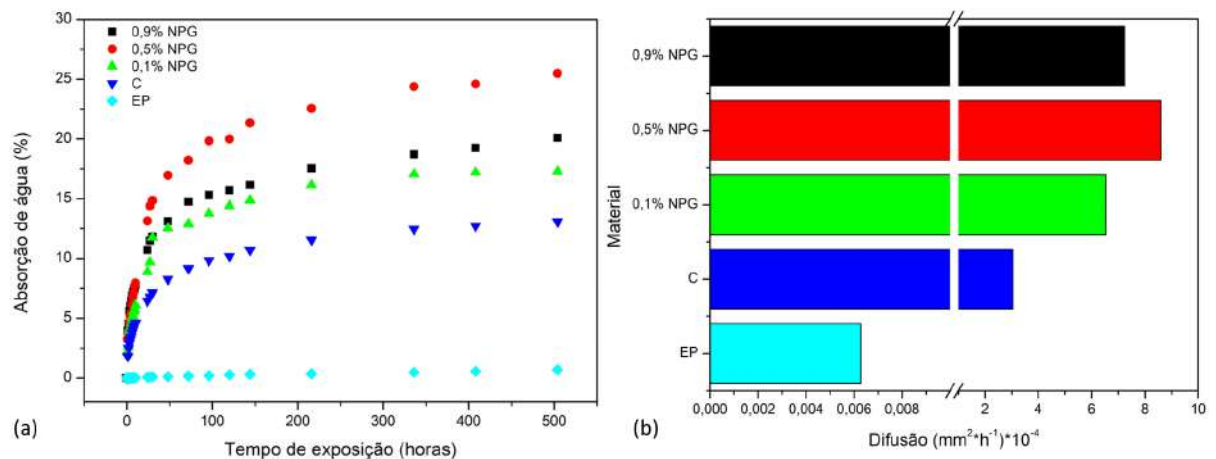 30
25
20
15
10
5
0
0,9% NPG
0,5% NPG
0,1% NPG
C
EP
Absorção de água (%)
0
100
200
300
400
500
Tempo de exposição (horas)
(a)
0,9% NPG
0,5% NPG
0,1% NPG
C
EP
Material
0,000
0,002
0,004
0,006
0,008
2
4
6
8
10
Difusão (mm²*h⁻¹)*10⁻⁴
(b)